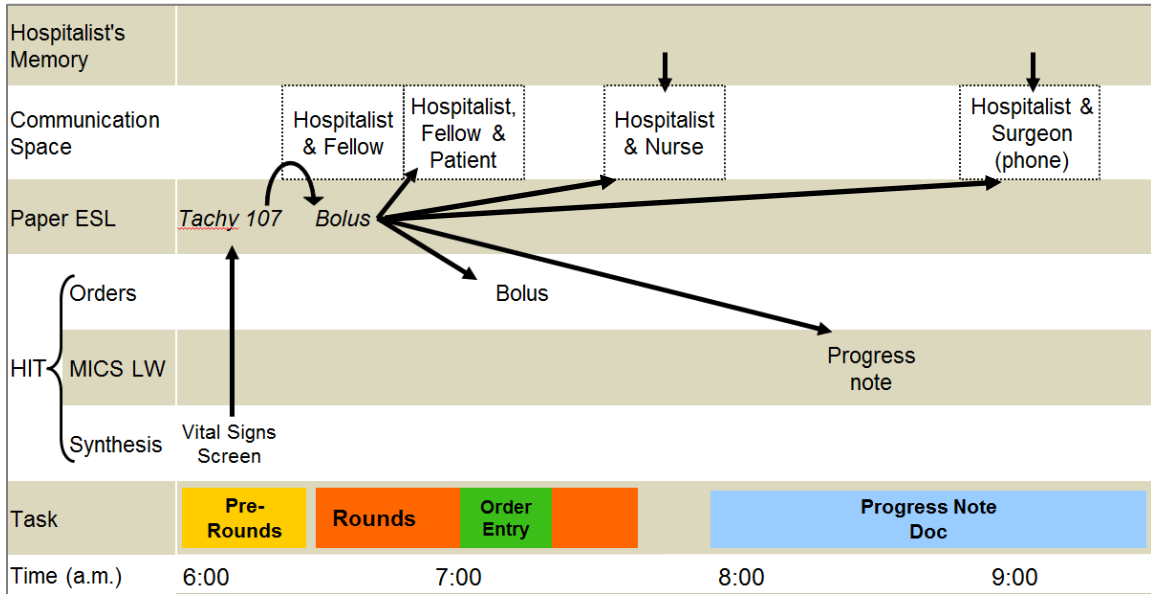 Hospitalist's
Memory
Communication
Space
Hospitalist
& Fellow
Hospitalist,
Fellow &
Patient
Hospitalist
& Nurse
Hospitalist &
Surgeon
(phone)
Paper ESL
Tachy 107
Bolus
HIT
Orders
Bolus
MICS LW
Progress
note
Synthesis
Vital Signs
Screen
Task
Pre-
Rounds
Rounds
Order
Entry
Progress Note
Doc
Time (a.m.)
6:00
7:00
8:00
9:00